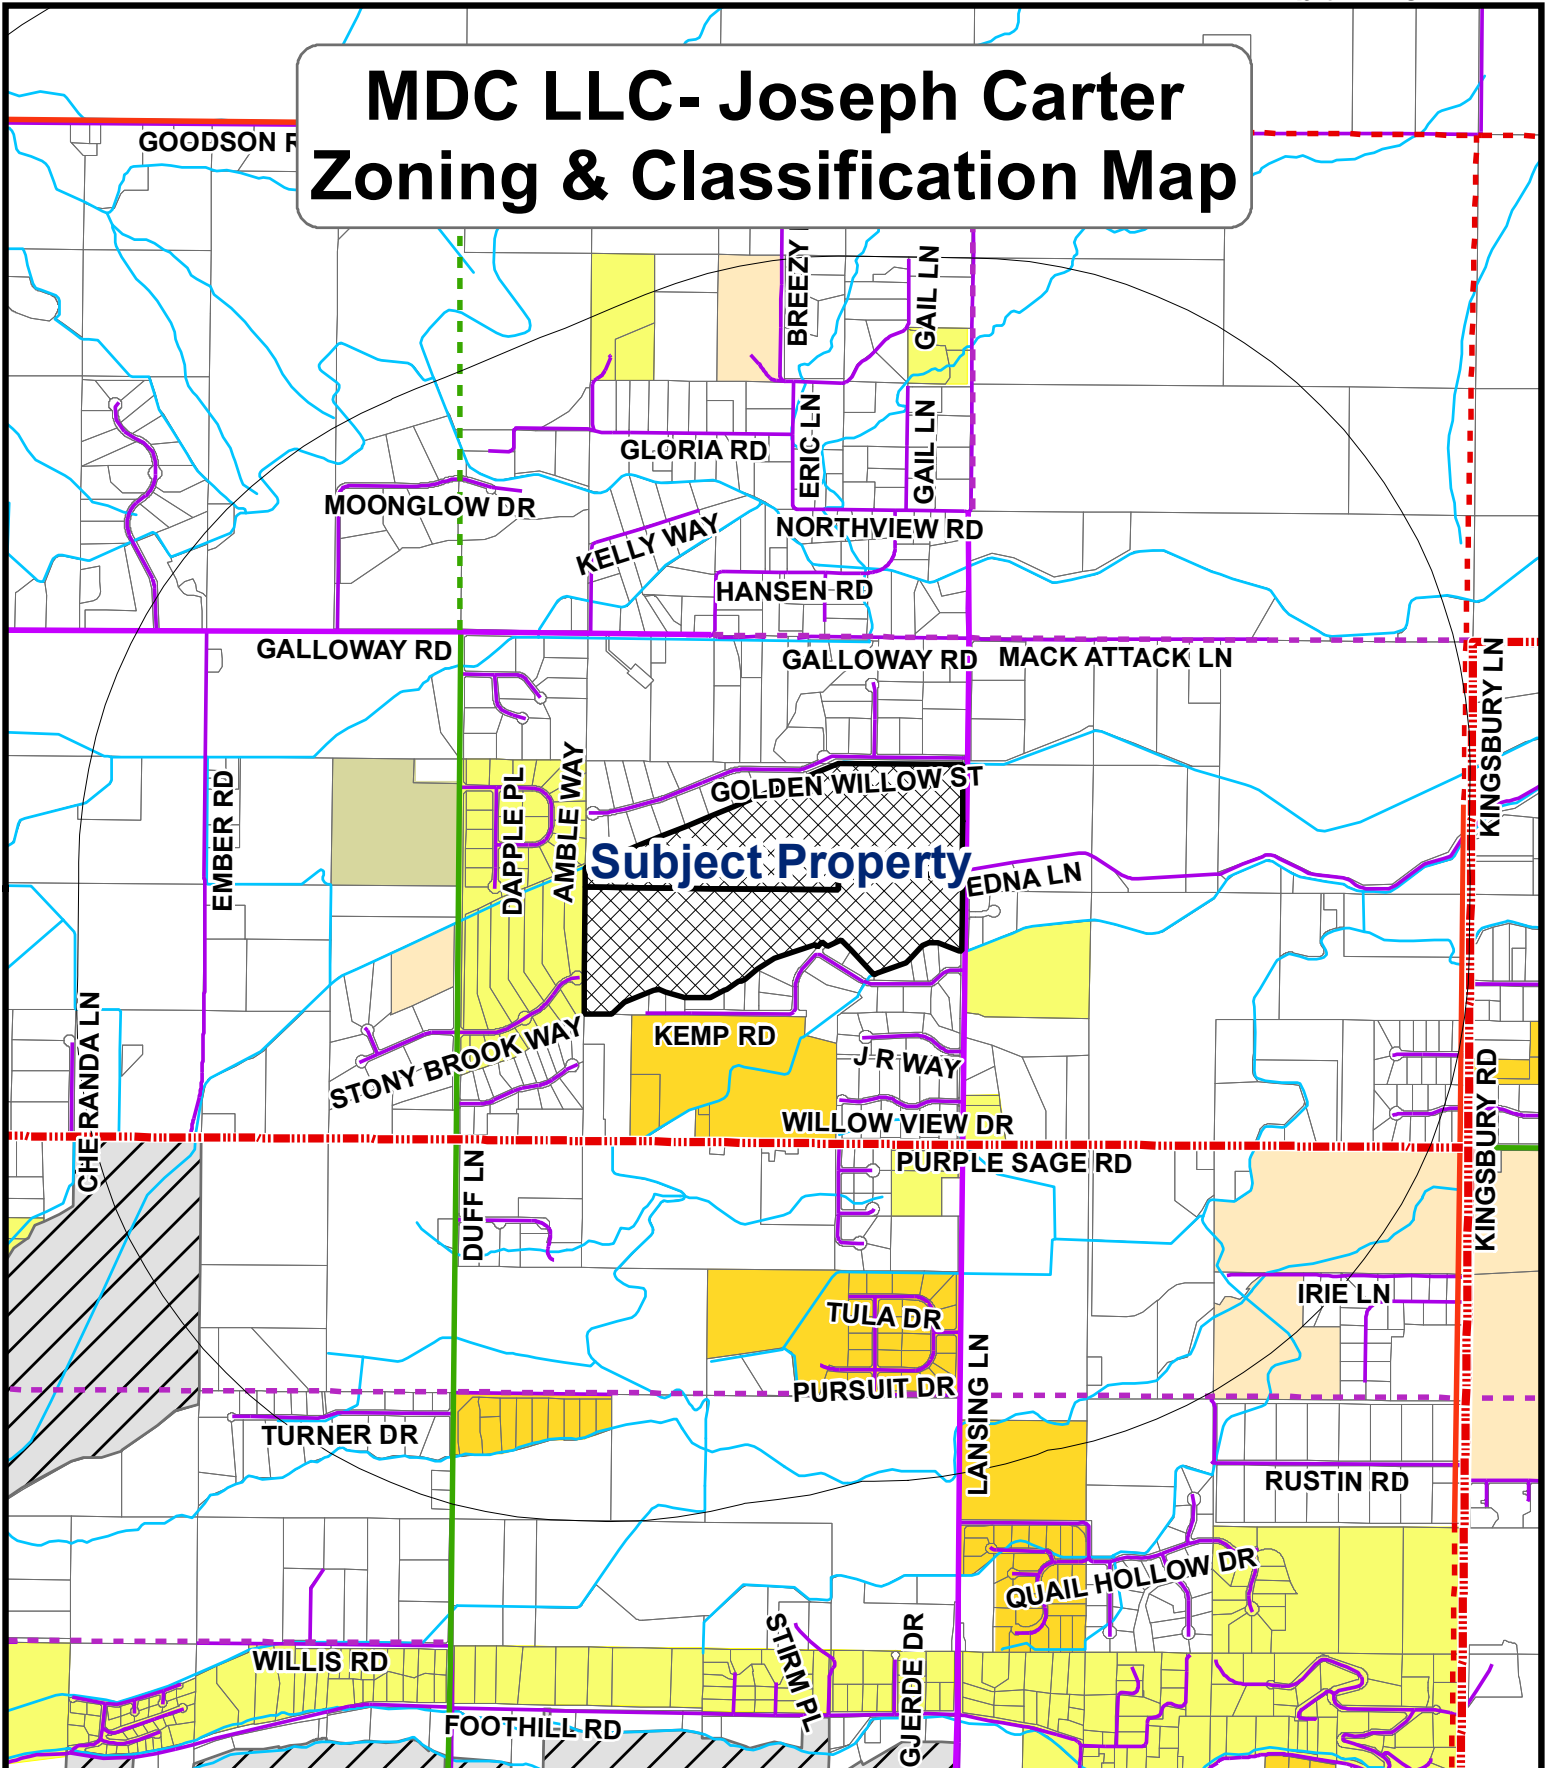 MDC LLC- Joseph Carter
Zoning & Classification Map
GOODSON R
BREEZY
GAIL LN
GLORIA RD
ERIC LN
GAIL LN
MOONGLOW DR
KELLY WAY
NORTHVIEW RD
HANSEN RD
GALLOWAY RD
GALLOWAY RD
MACK ATTACK LN
KINGSBURY LN
EMBER RD
DAPPLE PL
AMBLE WAY
GOLDEN WILLOW ST
Subject Property
EDNA LN
CHE RANDA LN
STONY BROOK WAY
KEMP RD
J R WAY
WILLOW VIEW DR
KINGSBURY RD
DUFF LN
PURPLE SAGE RD
IRIE LN
TULA DR
PURSUIT DR
LANSING LN
TURNER DR
RUSTIN RD
QUAIL HOLLOW DR
WILLIS RD
STIRM PL
GJERDE DR
FOOTHILL RD